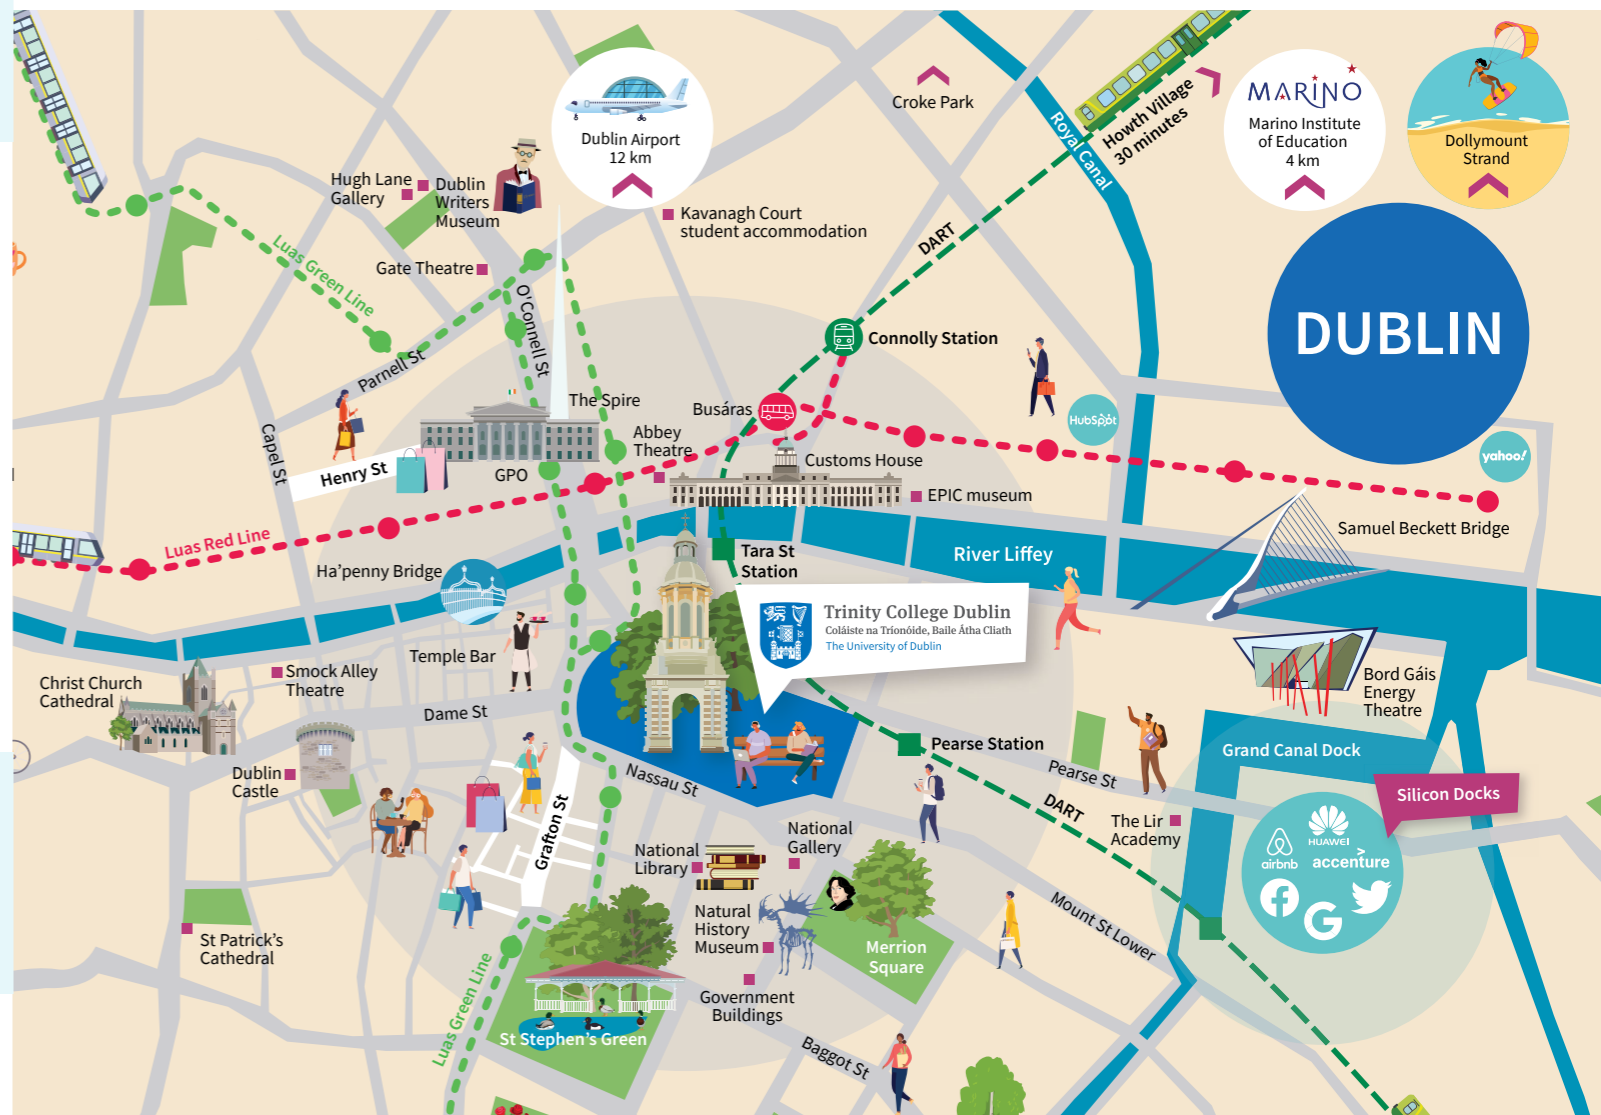 Dublin Airport
12 km
Croke Park
Howth Village
30 minutes
MARINO
Marino Institute
of Education
4 km
Dollymount
Strand
Royal Canal
Hugh Lane
Gallery
Dublin
Writers
Museum
Kavanagh Court
student accommodation
Luas Green Line
Gate Theatre
DART
O'Connell St
Connolly Station
DUBLIN
Parnell St
The Spire
Busáras
HubSpot
Abbey
Theatre
Capel St
Henry St
GPO
Customs House
yahoo!
EPIC museum
Samuel Beckett Bridge
Luas Red Line
Tara St
Station
River Liffey
Ha'penny Bridge
Trinity College Dublin
Coláiste na Tríonóide, Baile Átha Cliath
The University of Dublin
Temple Bar
Smock Alley
Theatre
Christ Church
Cathedral
Bord Gáis
Energy
Theatre
Dame St
Pearse Station
Grand Canal Dock
Dublin
Castle
Nassau St
Pearse St
Silicon Docks
DART
Grafton St
The Lir
Academy
National
Gallery
National
Library
airbnb
HUAWEI
accenture
Natural
History
Museum
Merrion
Square
Mount St Lower
St Patrick's
Cathedral
Luas Green Line
Government
Buildings
St Stephen's Green
Baggot St